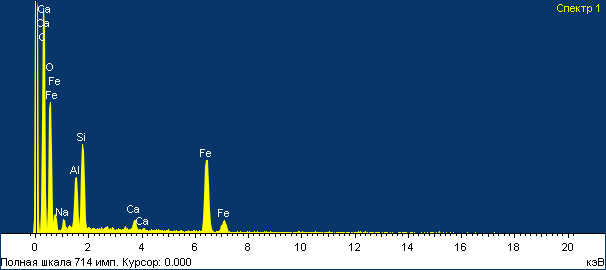 Спектр 1
Ca
Ca
C
O
Fe
Fe
Si
Al
Na
Ca
Ca
Fe
Fe
0 2 4 6 8 10 12 14 16 18 20
Полная шкала 714 имп. Курсор: 0.000 кэВ